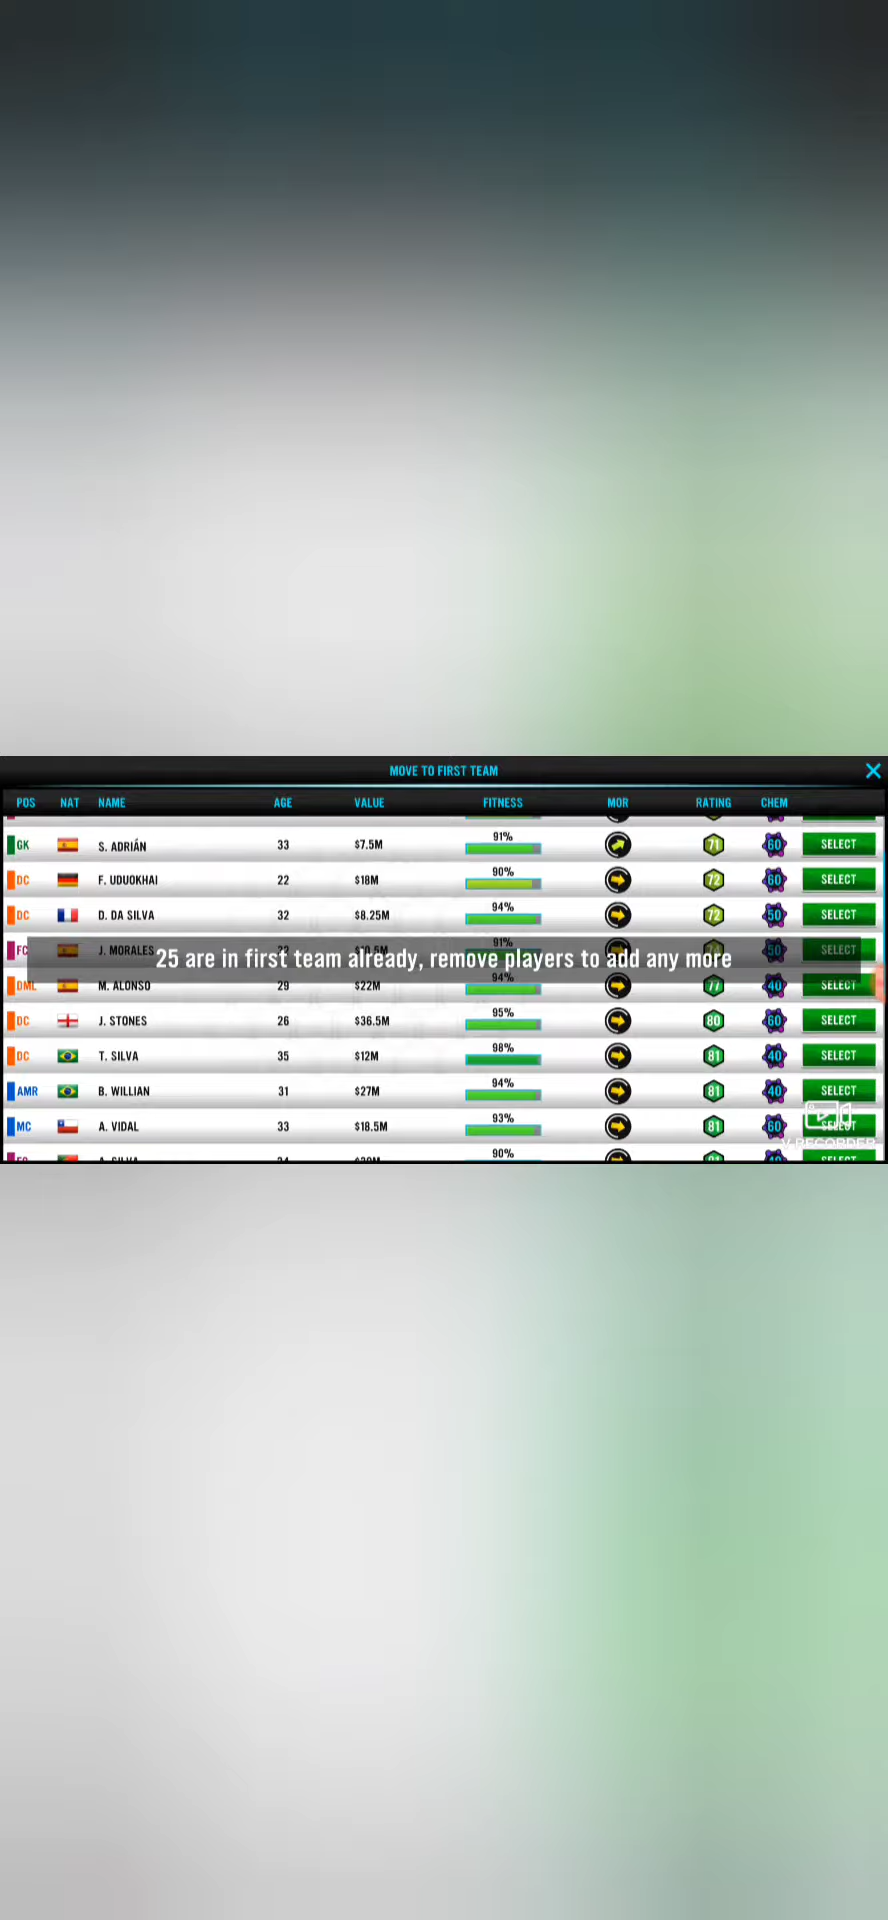 MOVE TO FIRST TEAM
POS NAT NAME AGE VALUE FITNESS MOR RATING CHEM
GK S. ADRIÁN 33 $7.5M 91% 71 60 SELECT
DC F. UDUOKHAI 22 $18M 90% 72 60 SELECT
DC D. DA SILVA 32 $8.25M 94% 72 50 SELECT
FC J. MORALES 91% 50 SELECT
25 are in first team already, remove players to add any more
DML M. ALONSO 29 $22M 94% 77 40 SELECT
DC J. STONES 26 $36.5M 95% 80 60 SELECT
DC T. SILVA 35 $12M 98% 81 40 SELECT
AMR B. WILLIAN 31 $27M 94% 81 40 SELECT
MC A. VIDAL 33 $18.5M 93% 81 60 SELECT
V RECORDER
90%